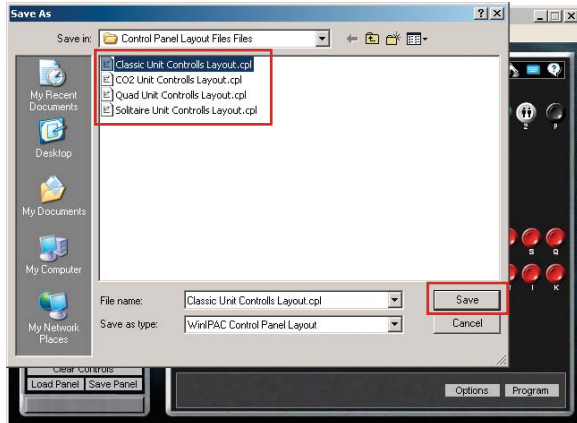 Save As
Save in:
Control Panel Layout Files Files
Classic Unit Controlls Layout.cpl
CO2 Unit Controlls Layout.cpl
Quad Unit Controlls Layout.cpl
Solitaire Unit Controlls Layout.cpl
My Recent
Documents
Desktop
My Documents
My Computer
My Network
Places
File name:
Classic Unit Controlls Layout.cpl
Save
Save as type:
WinIPAC Control Panel Layout
Cancel
2 P
S Q
I K
Clear Controls
Load Panel Save Panel
Options Program